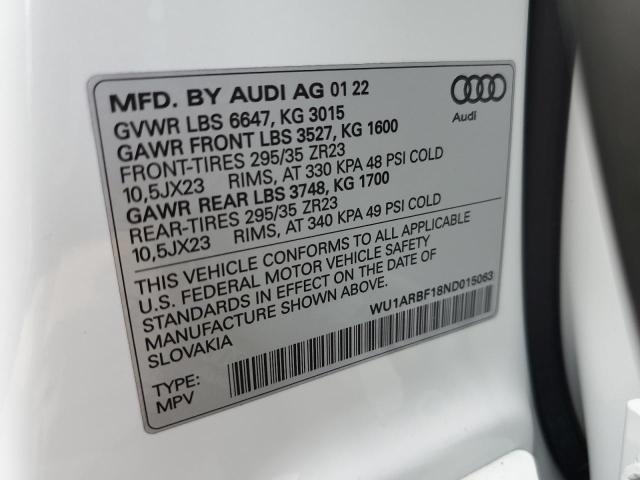 MFD. BY AUDI AG 01 22
Audi
GVWR LBS 6647, KG 3015
GAWR FRONT LBS 3527, KG 1600
FRONT-TIRES 295/35 ZR23
10,5JX23 RIMS, AT 330 KPA 48 PSI COLD
GAWR REAR LBS 3748, KG 1700
REAR-TIRES 295/35 ZR23
10,5JX23 RIMS, AT 340 KPA 49 PSI COLD
THIS VEHICLE CONFORMS TO ALL APPLICABLE
U.S. FEDERAL MOTOR VEHICLE SAFETY
STANDARDS IN EFFECT ON THE DATE OF
MANUFACTURE SHOWN ABOVE.
SLOVAKIA
WU1ARBF18ND015063
TYPE:
MPV